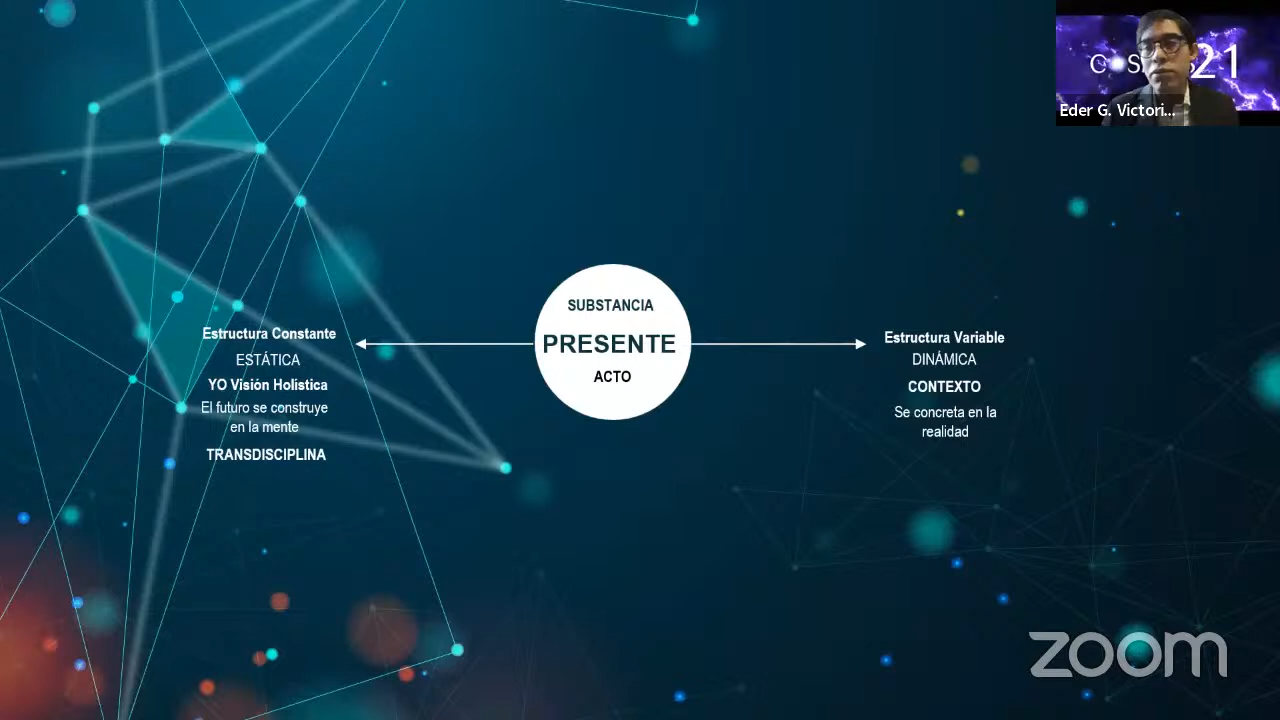 21
Eder G. Victori...
SUBSTANCIA
PRESENTE
ACTO
Estructura Constante
ESTÁTICA
YO Visión Holistica
El futuro se construye
en la mente
TRANSDISCIPLINA
Estructura Variable
DINÁMICA
CONTEXTO
Se concreta en la
realidad
zoom